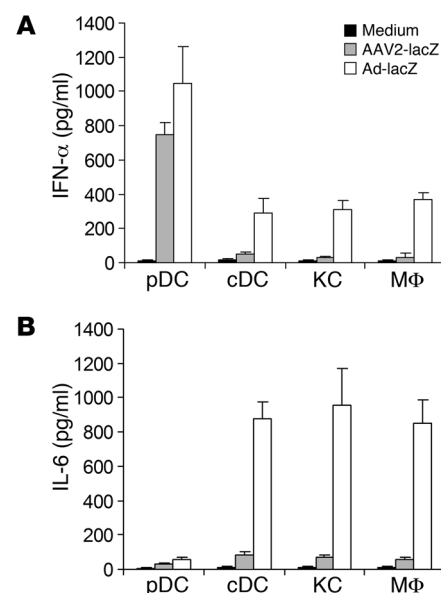 A
Medium
AAV2-lacZ
Ad-lacZ
IFN-α (pg/ml)
1400
1200
1000
800
600
400
200
0
pDC cDC KC MΦ
B
IL-6 (pg/ml)
1400
1200
1000
800
600
400
200
0
pDC cDC KC MΦ